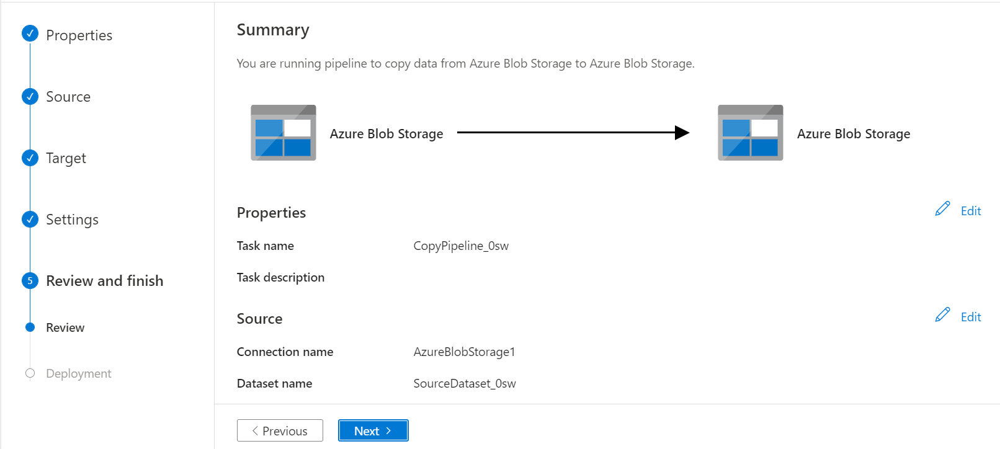 Properties
Source
Target
Settings
5 Review and finish
Review
Deployment
Summary
You are running pipeline to copy data from Azure Blob Storage to Azure Blob Storage.
Azure Blob Storage Azure Blob Storage
Properties Edit
Task name CopyPipeline_0sw
Task description
Source Edit
Connection name AzureBlobStorage1
Dataset name SourceDataset_0sw
Previous Next